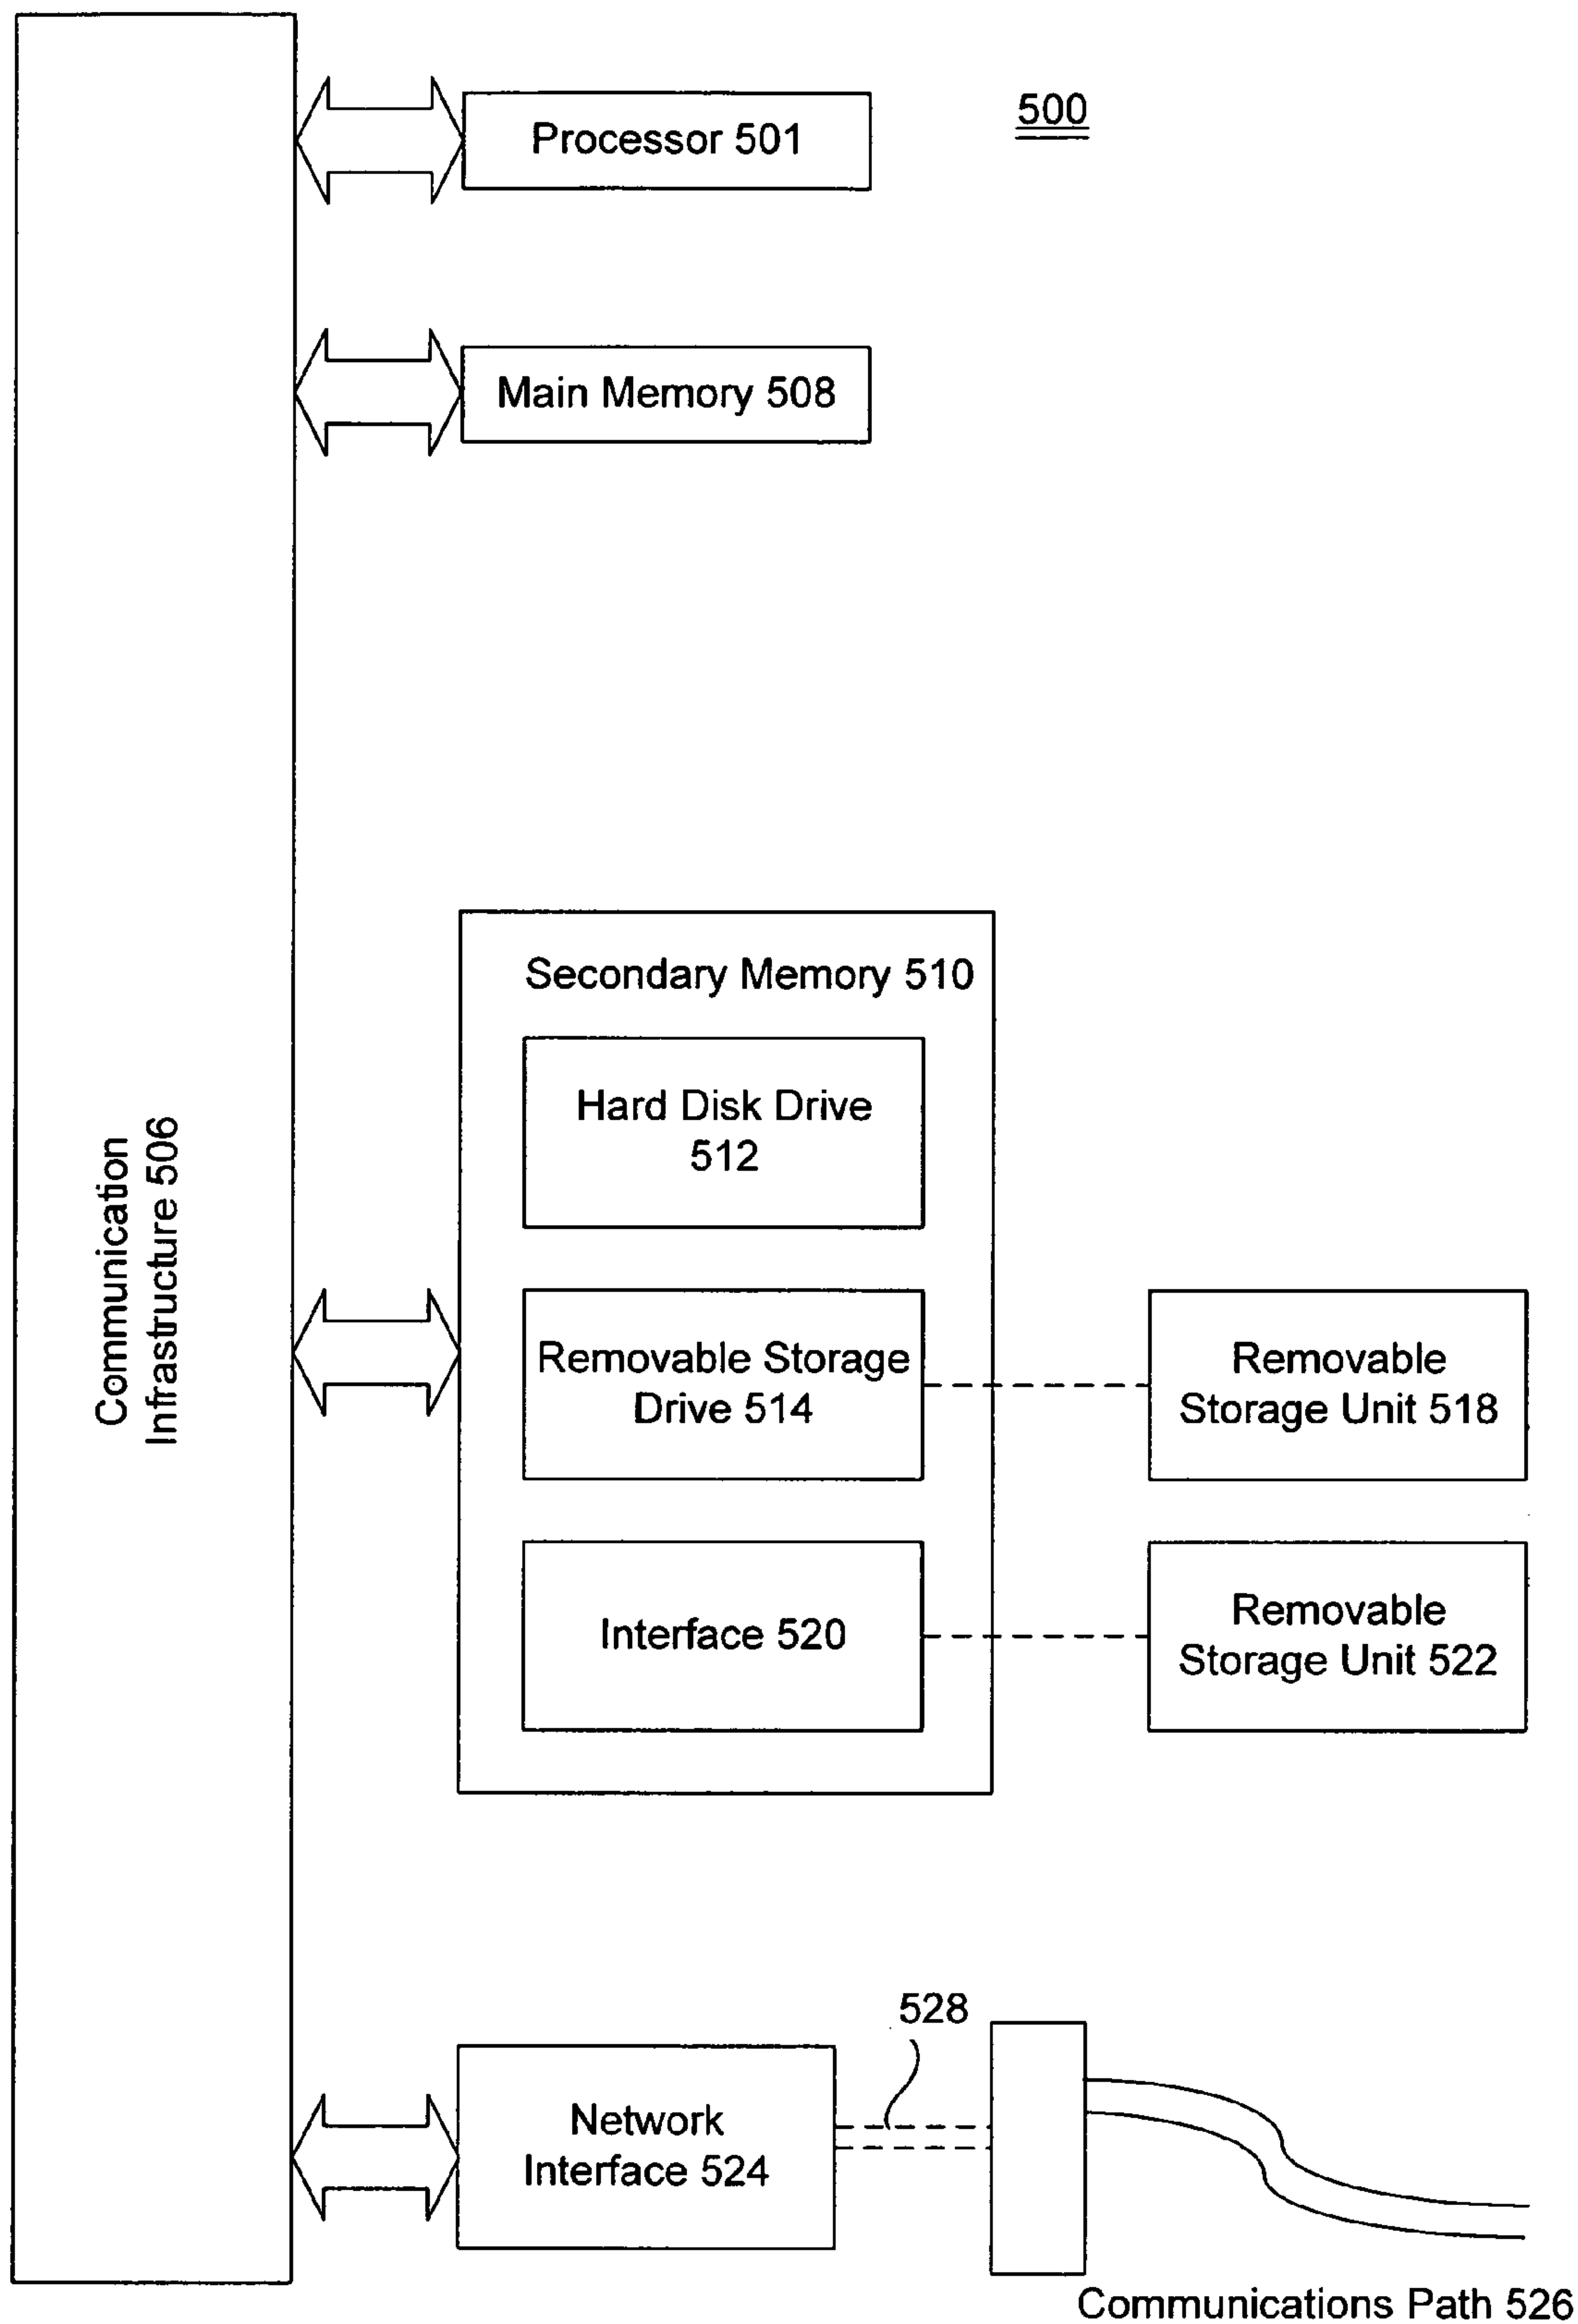 500
Processor 501
Main Memory 508
Communication
Infrastructure 506
Secondary Memory 510
Hard Disk Drive
512
Removable Storage
Drive 514
Removable
Storage Unit 518
Interface 520
Removable
Storage Unit 522
528
Network
Interface 524
Communications Path 526